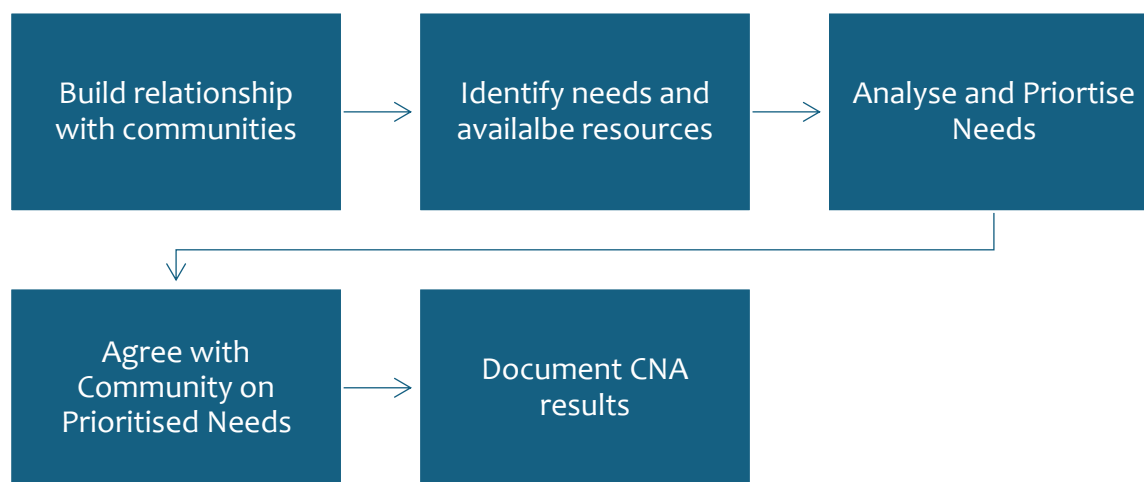 Build relationship
with communities
Identify needs and
availalbe resources
Analyse and Priortise
Needs
Agree with
Community on
Prioritised Needs
Document CNA
results